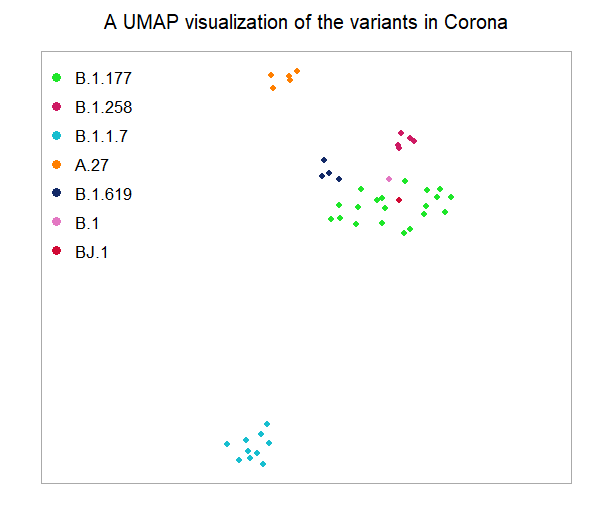 A UMAP visualization of the variants in Corona
B.1.177
B.1.258
B.1.1.7
A.27
B.1.619
B.1
BJ.1